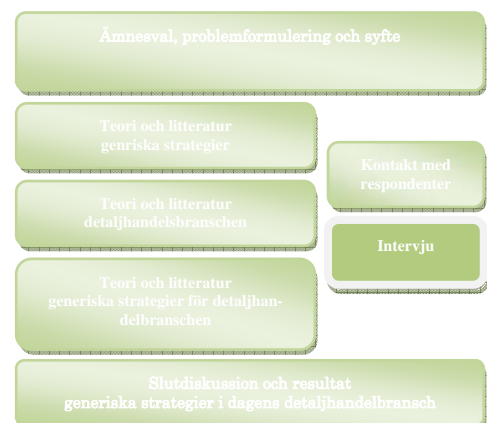 Ämnesval, problemformulering och syfte
Teori och litteratur
genriska strategier
Kontakt med
respondenter
Teori och litteratur
detaljhandelsbranschen
Intervju
Teori och litteratur
generiska strategier för detaljhan-
delbranschen
Slutdiskussion och resultat
generiska strategier i dagens detaljhandelbransch